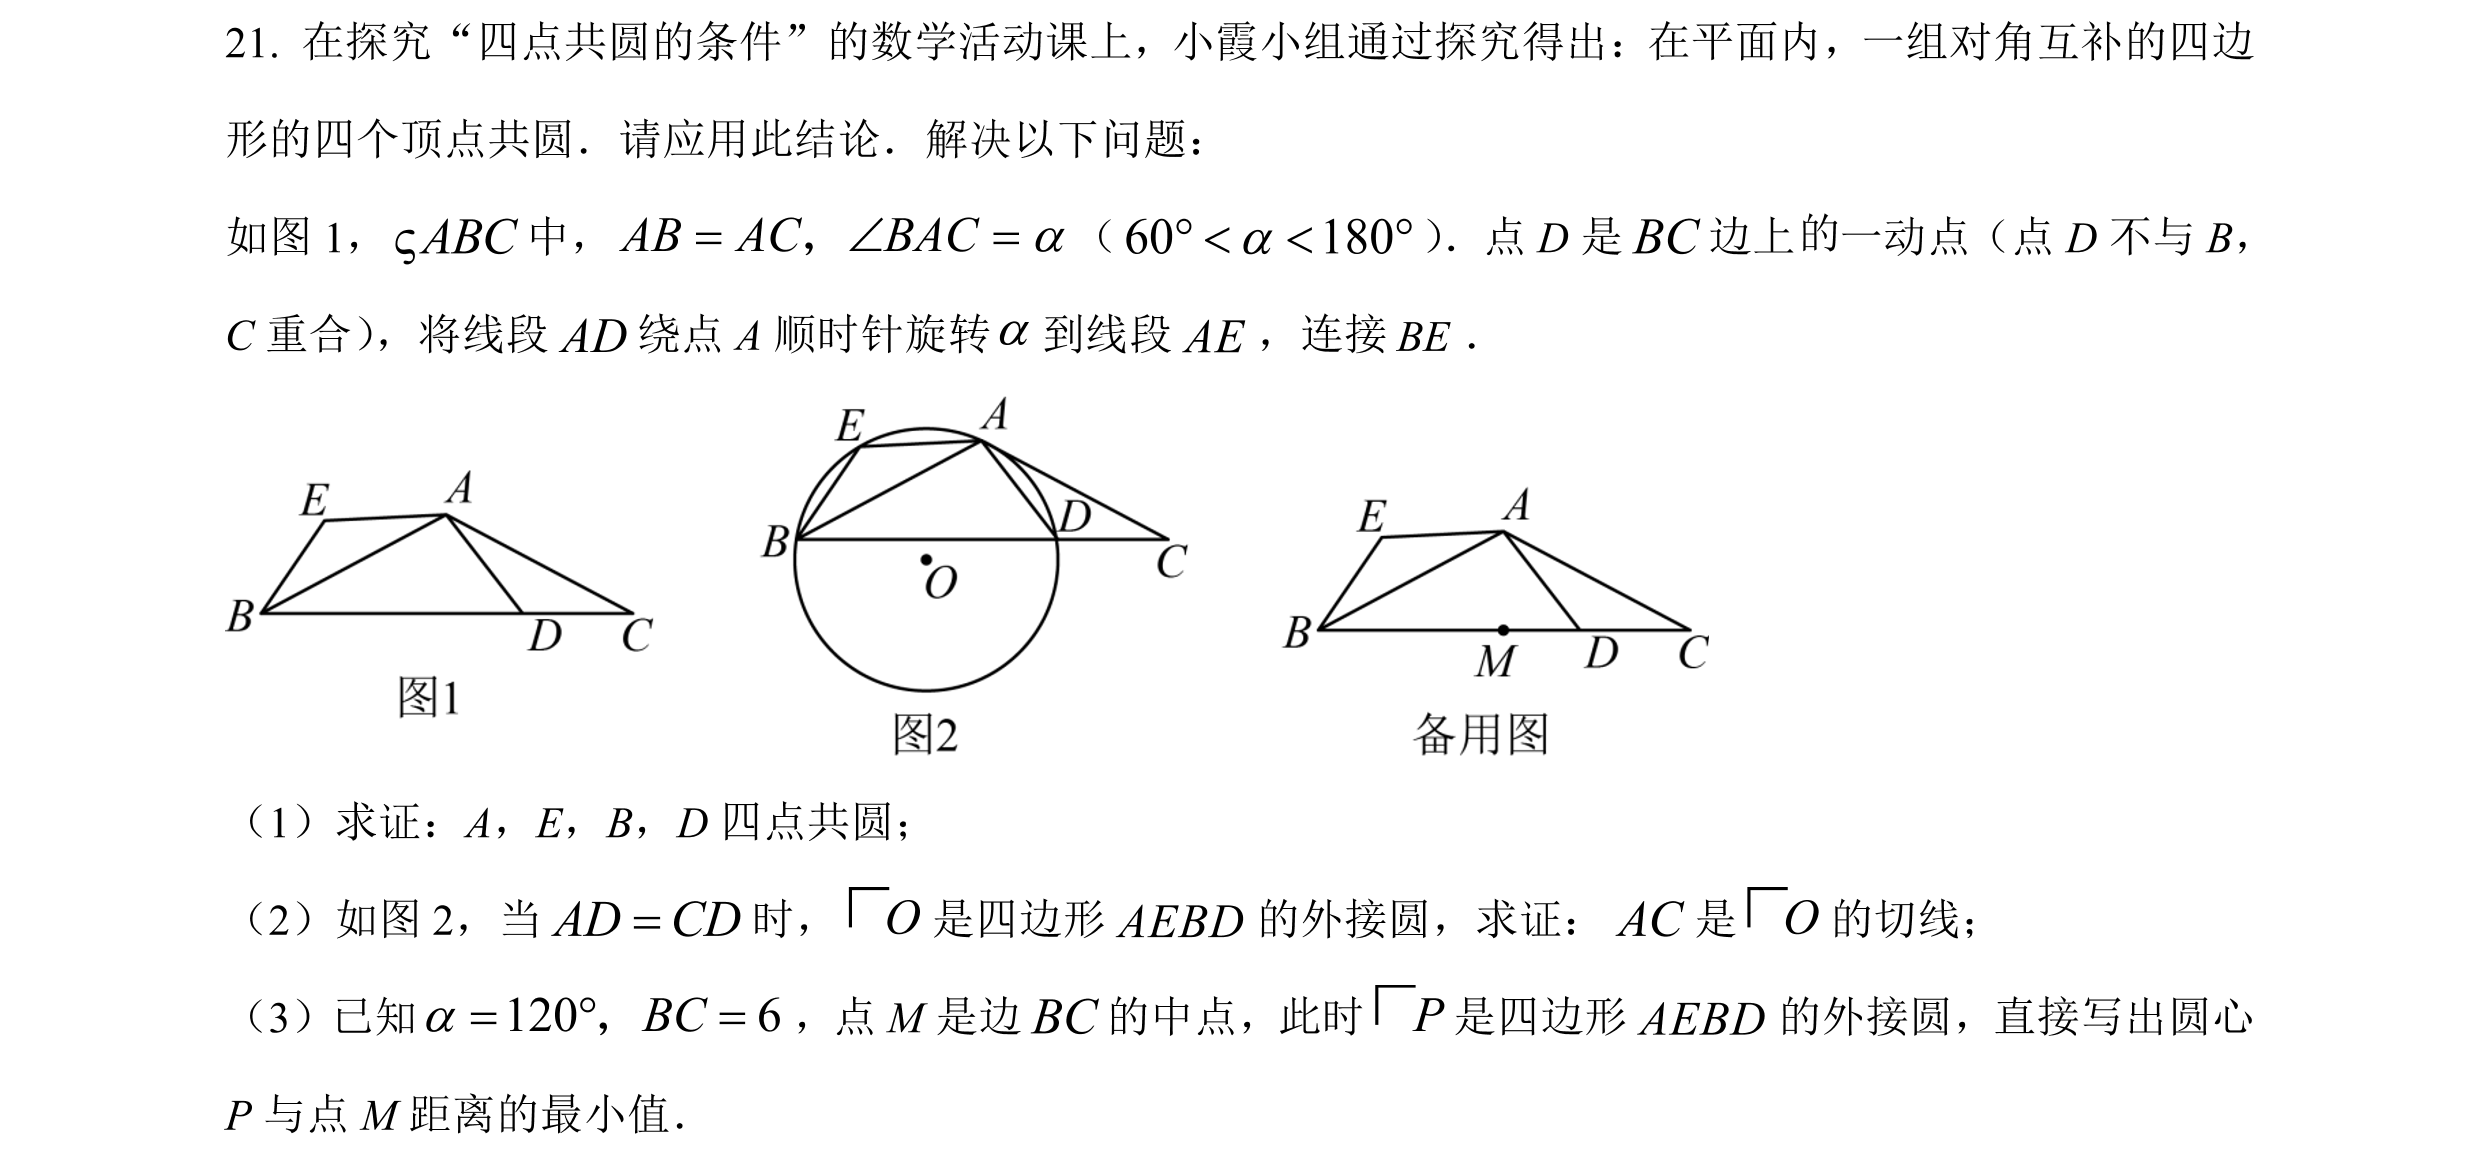 21. 在探究“四点共圆的条件”的数学活动课上，小霞小组通过探究得出：在平面内，一组对角互补的四边
形的四个顶点共圆．请应用此结论．解决以下问题：
如图 1，ςABC 中，AB = AC，∠BAC = α（60° < α < 180°）．点 D 是 BC 边上的一动点（点 D 不与 B，
C 重合），将线段 AD 绕点 A 顺时针旋转 α 到线段 AE，连接 BE．
E A B D C
图1
E A B D C O
图2
E A B M D C
备用图
（1）求证：A，E，B，D 四点共圆；
（2）如图 2，当 AD = CD 时，⎾O 是四边形 AEBD 的外接圆，求证：AC 是⎾O 的切线；
（3）已知 α = 120°，BC = 6，点 M 是边 BC 的中点，此时⎾P 是四边形 AEBD 的外接圆，直接写出圆心
P 与点 M 距离的最小值．